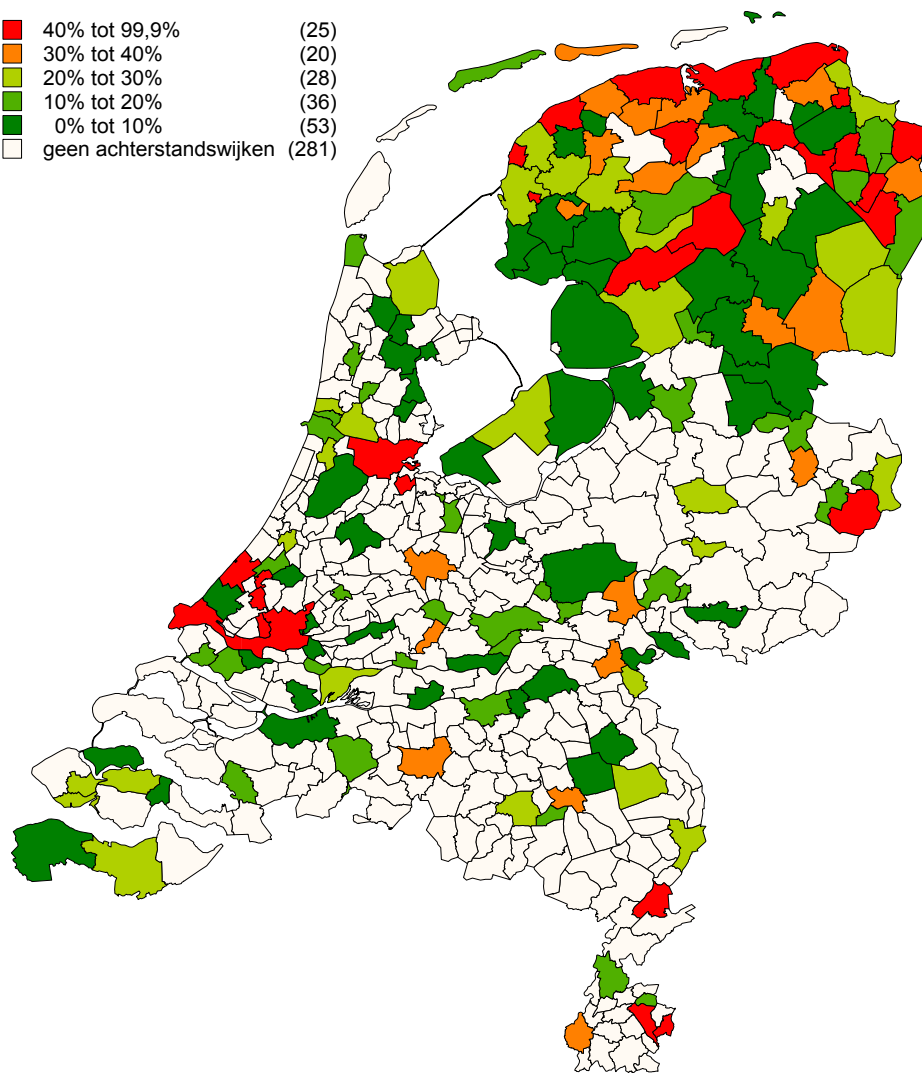 40% tot 99,9% (25)
30% tot 40% (20)
20% tot 30% (28)
10% tot 20% (36)
0% tot 10% (53)
geen achterstandswijken (281)